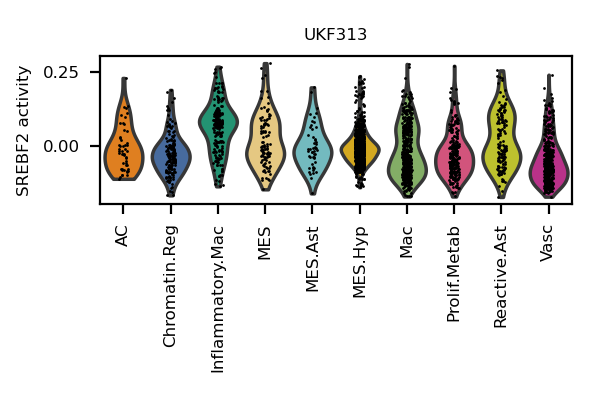 UKF313
SREBF2 activity
0.25
0.00
AC
Chromatin.Reg
Inflammatory.Mac
MES
MES.Ast
MES.Hyp
Mac
Prolif.Metab
Reactive.Ast
Vasc